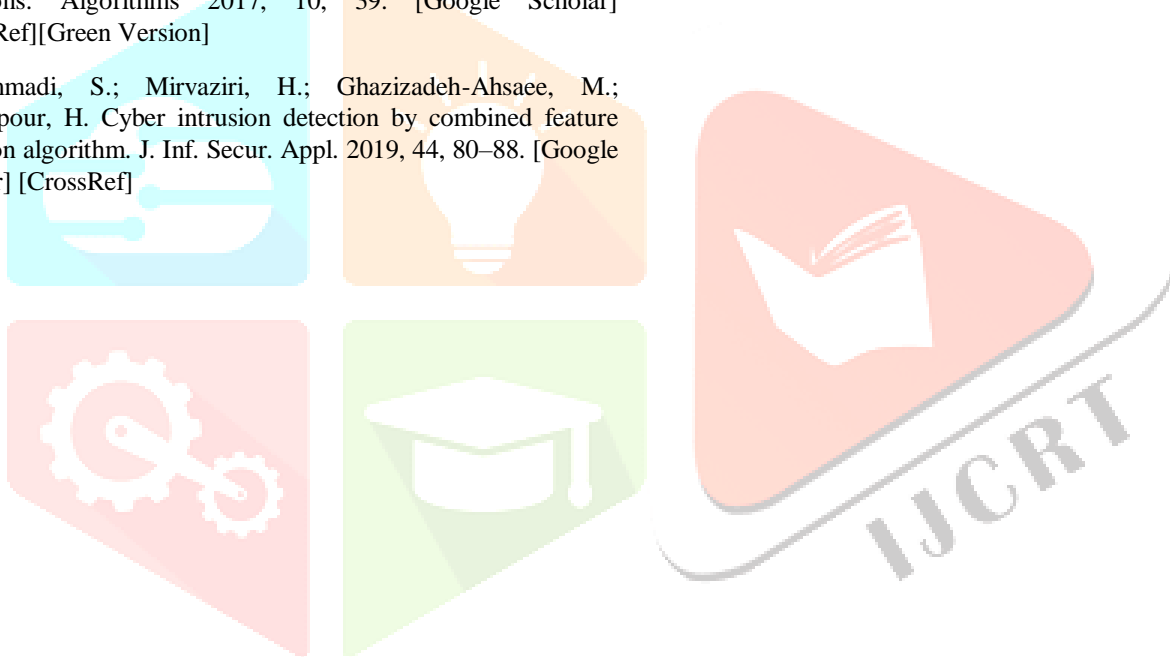 ons. Algorithms 2017, 10, 39. [Google Scholar]
Ref][Green Version]
nmadi, S.; Mirvaziri, H.; Ghazizadeh-Ahsaee, M.;
pour, H. Cyber intrusion detection by combined feature
on algorithm. J. Inf. Secur. Appl. 2019, 44, 80–88. [Google
r] [CrossRef]
IJCRT